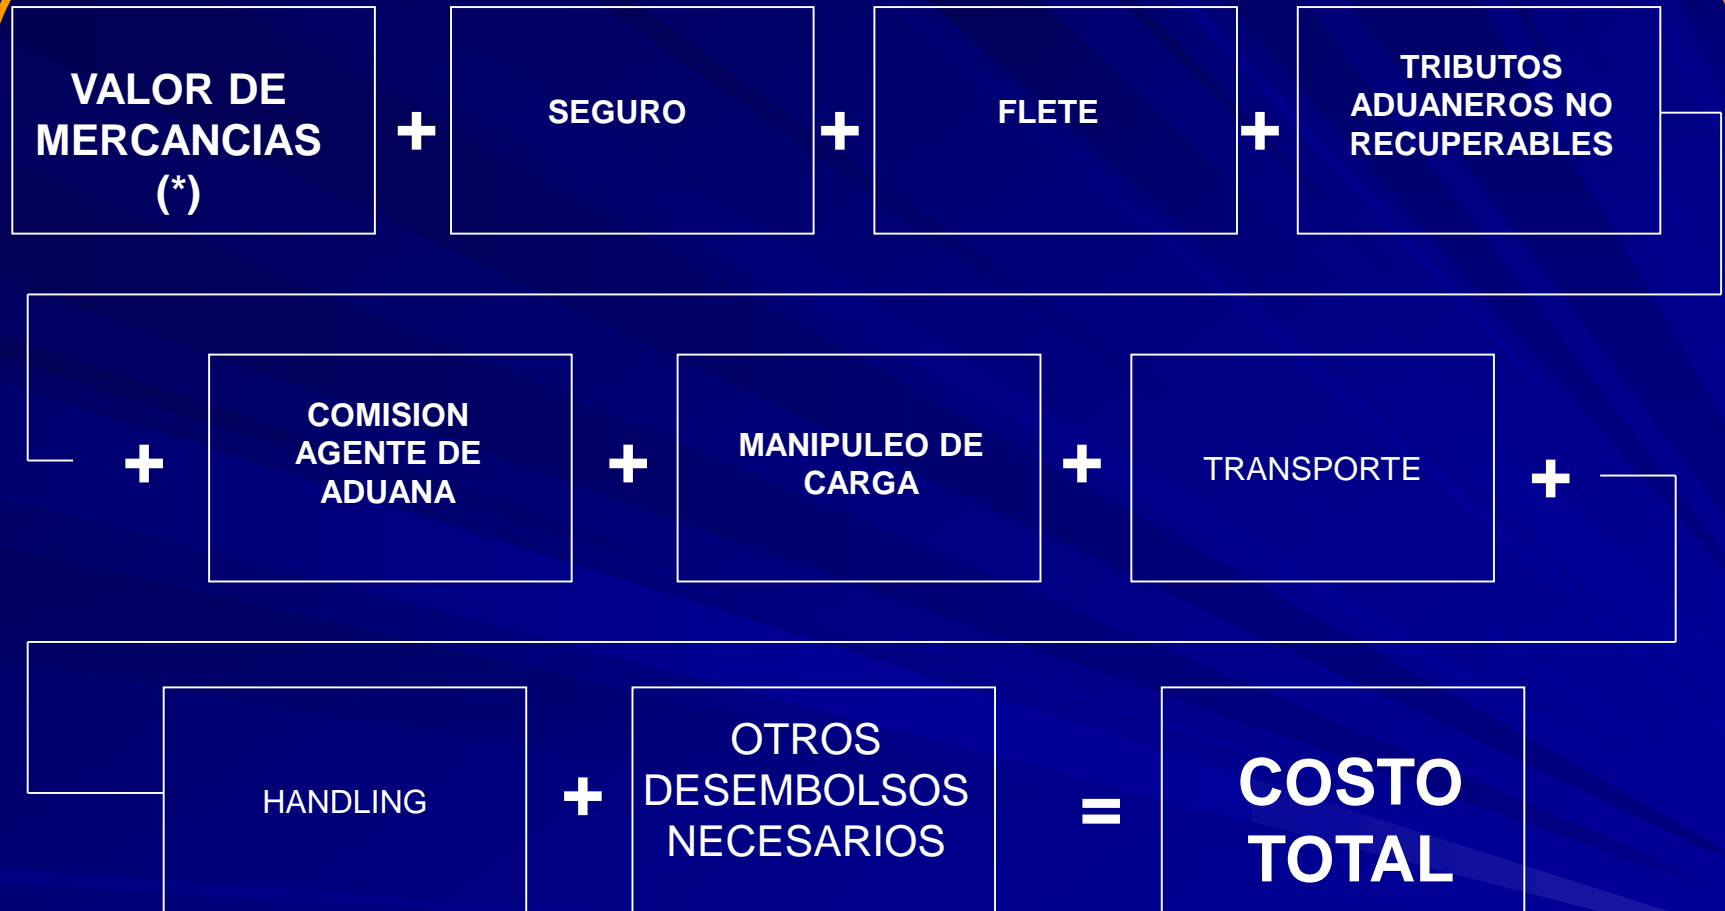 VALOR DE
MERCANCIAS
(*)
+
SEGURO
+
FLETE
+
TRIBUTOS
ADUANEROS NO
RECUPERABLES
+
COMISION
AGENTE DE
ADUANA
+
MANIPULEO DE
CARGA
+
TRANSPORTE
+
HANDLING
+
OTROS
DESEMBOLSOS
NECESARIOS
=
COSTO
TOTAL